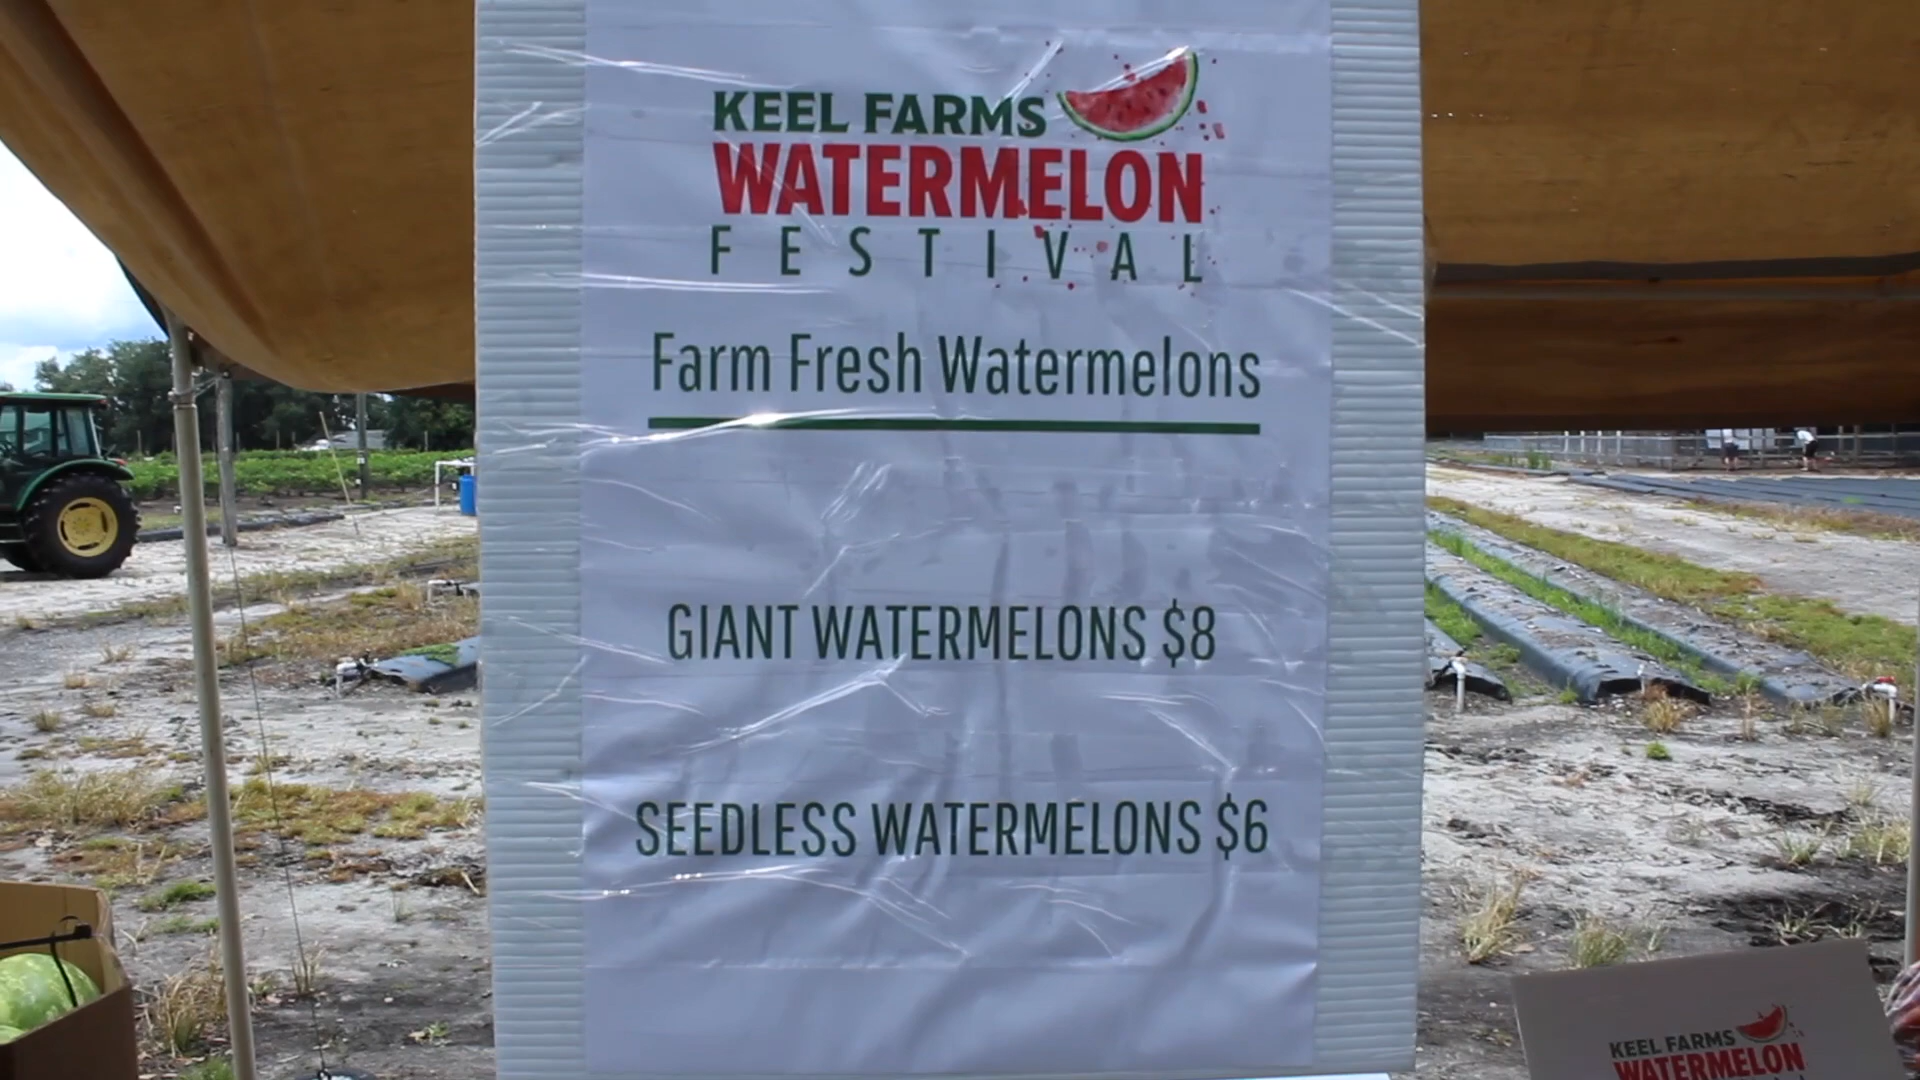 KEEL FARMS
WATERMELON
FESTIVAL
Farm Fresh Watermelons
GIANT WATERMELONS $8
SEEDLESS WATERMELONS $6
KEEL FARMS
WATERMELON